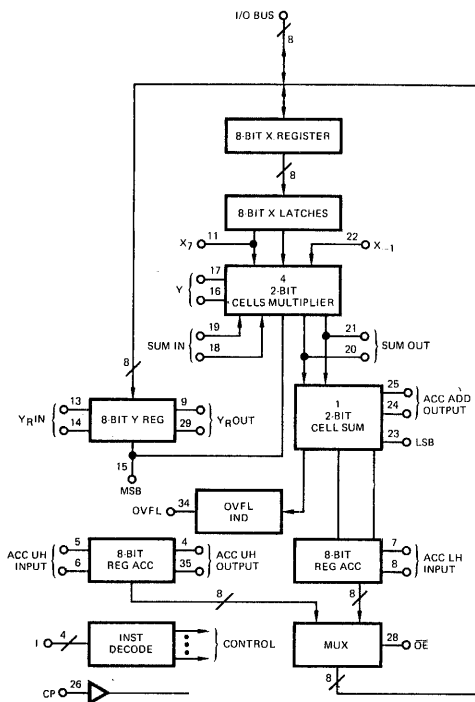 I/O BUS
8
8-BIT X REGISTER
8
8-BIT X LATCHES
X7 11
22 X-1
Y 17
16
4
2-BIT
CELLS MULTIPLIER
SUM IN 19
18
21 SUM OUT
20
8
1
2-BIT
CELL SUM
25 ACC ADD
24 OUTPUT
23 LSB
YR IN 13
14
8-BIT Y REG
9 YR OUT
29
15
MSB
OVFL 34
OVFL
IND
ACC UH
INPUT
5
6
8-BIT
REG ACC
4
35
ACC UH
OUTPUT
8-BIT
REG ACC
7
8
ACC LH
INPUT
8
8
I 4
INST
DECODE
CONTROL
MUX
28 OE
8
CP 26